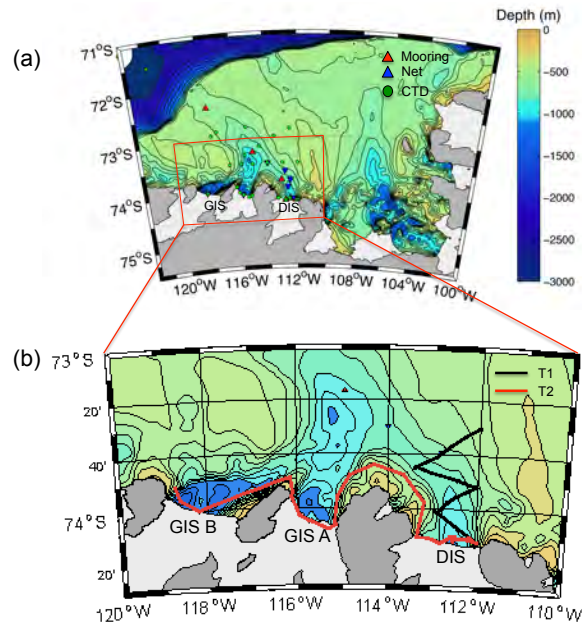 Depth (m)
(a)
71°S
72°S
73°S
74°S
75°S
Mooring
Net
CTD
GIS
DIS
120°W
116°W
112°W
108°W
104°W
100°W
0
−500
−1000
−1500
−2000
−2500
−3000
(b)
73°S
20'
40'
74°S
20'
T1
T2
GIS B
GIS A
DIS
120°W
118°W
116°W
114°W
112°W
110°W